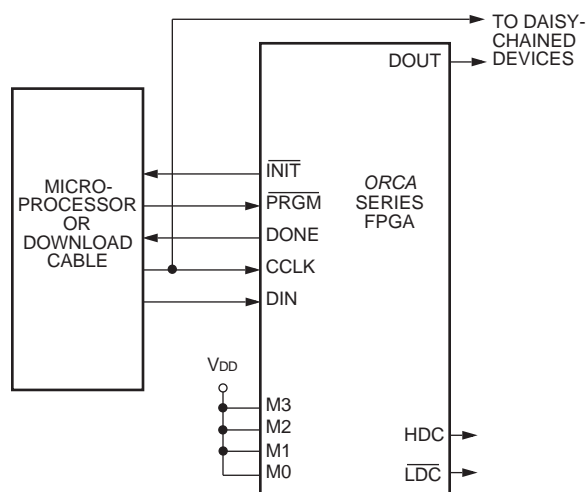 TO DAISY-
CHAINED
DEVICES
DOUT
MICRO-
PROCESSOR
OR
DOWNLOAD
CABLE
INIT
PRGM
DONE
CCLK
DIN
ORCA
SERIES
FPGA
VDD
M3
M2
M1
M0
HDC
LDC